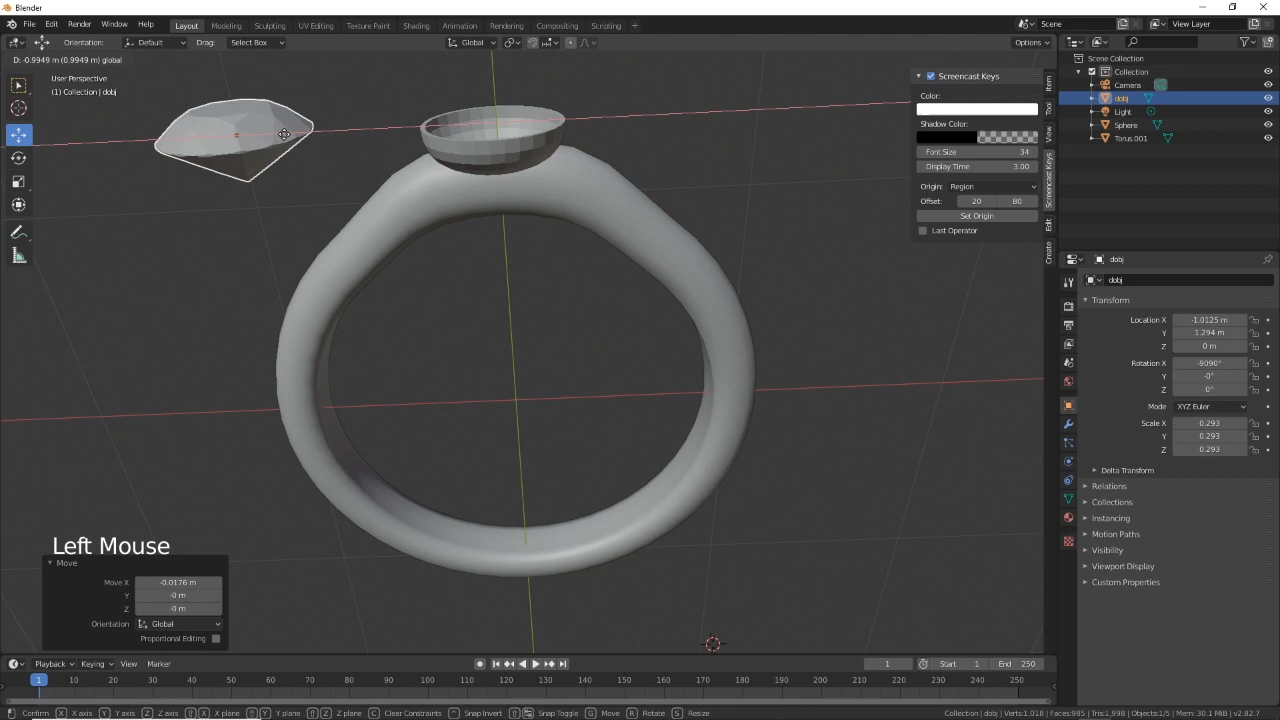 Blender
File Edit Render Window Help Layout Modeling Sculpting UV Editing Texture Paint Shading Animation Rendering Compositing Scripting + Scene View Layer
Orientation: Default Drag: Select Box Global Options
D: -0.9949 m (0.9949 m) global
User Perspective
(1) Collection | dobj
Screencast Keys
Color:
Shadow Color:
Font Size 34
Display Time 3.00
Origin: Region
Offset: 20 80
Set Origin
Last Operator
Item
Tool
View
Screencast Keys
Edit
Create
Scene Collection
Collection
Camera
dobj
Light
Sphere
Torus.001
dobj
dobj
Transform
Location X -1.0125 m
Y 1.294 m
Z 0 m
Rotation X -9090°
Y -0°
Z 0°
Mode XYZ Euler
Scale X 0.293
Y 0.293
Z 0.293
Delta Transform
Relations
Collections
Instancing
Motion Paths
Visibility
Viewport Display
Custom Properties
Left Mouse
Move
Move X -0.0176 m
Y -0 m
Z -0 m
Orientation Global
Proportional Editing
Playback Keying View Marker 1 Start 1 End 250
1 10 20 30 40 50 60 70 80 90 100 110 120 130 140 150 160 170 180 190 200 210 220 230 240 250
Confirm X X axis Y Y axis Z Z axis X X plane Y Y plane Z Z plane C Clear Constraints Snap Invert Snap Toggle G Move R Rotate S Resize Collection | dobj | Verts:1,018 | Faces:985 | Tris:1,998 | Objects:1/5 | Mem: 30.1 MiB | v2.82.7